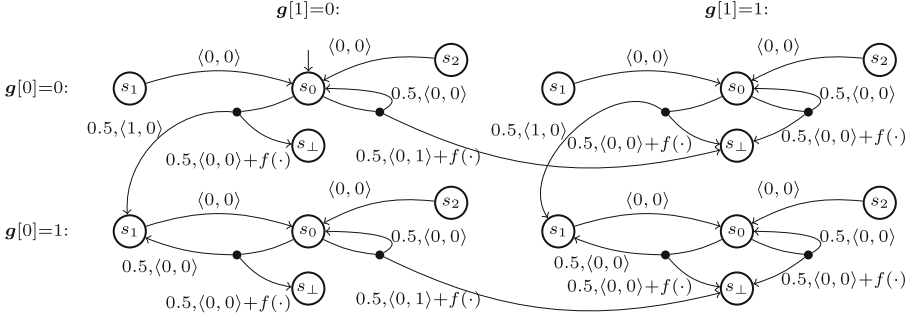 g[1]=0: g[1]=1:
⟨0, 0⟩ ⟨0, 0⟩
⟨0, 0⟩ s₂ ⟨0, 0⟩ s₂
g[0]=0: s₁ s₀ s₁ s₀
0.5,⟨0, 0⟩ 0.5,⟨0, 0⟩
0.5,⟨1, 0⟩ 0.5,⟨1, 0⟩
0.5,⟨0, 0⟩+f(·) 0.5,⟨0, 0⟩+f(·)
s⊥ s⊥
0.5,⟨0, 0⟩+f(·) 0.5,⟨0, 1⟩+f(·)
⟨0, 0⟩ ⟨0, 0⟩
⟨0, 0⟩ s₂ ⟨0, 0⟩ s₂
g[0]=1: s₁ s₀ s₁ s₀
0.5,⟨0, 0⟩ 0.5,⟨0, 0⟩
0.5,⟨0, 0⟩ 0.5,⟨0, 0⟩
0.5,⟨0, 0⟩+f(·)
s⊥ 0.5,⟨0, 0⟩+f(·) s⊥
0.5,⟨0, 0⟩+f(·) 0.5,⟨0, 1⟩+f(·)